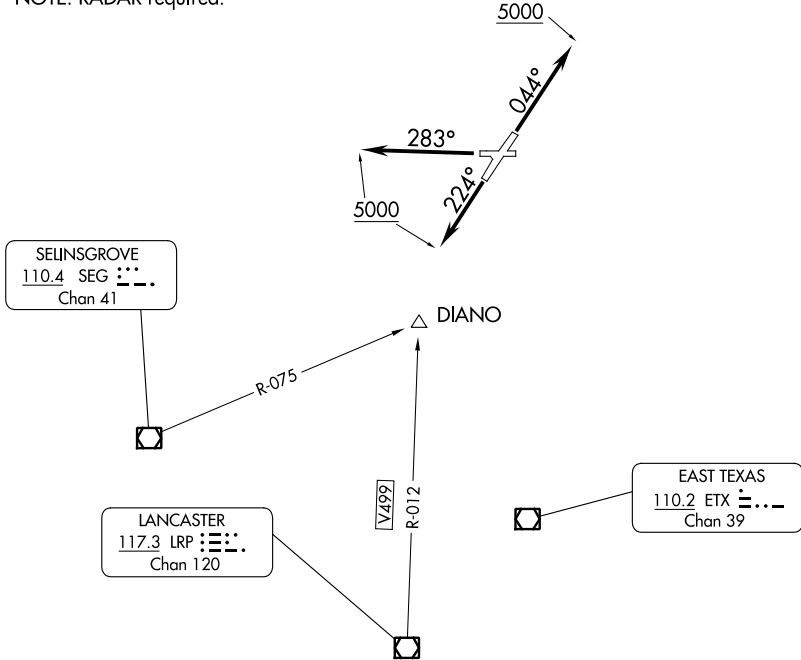 NOTE: RADAR required.
5000
044°
283°
224°
5000
SELINSGROVE
110.4 SEG
Chan 41
DIANO
R-075
V499
R-012
EAST TEXAS
110.2 ETX
Chan 39
LANCASTER
117.3 LRP
Chan 120